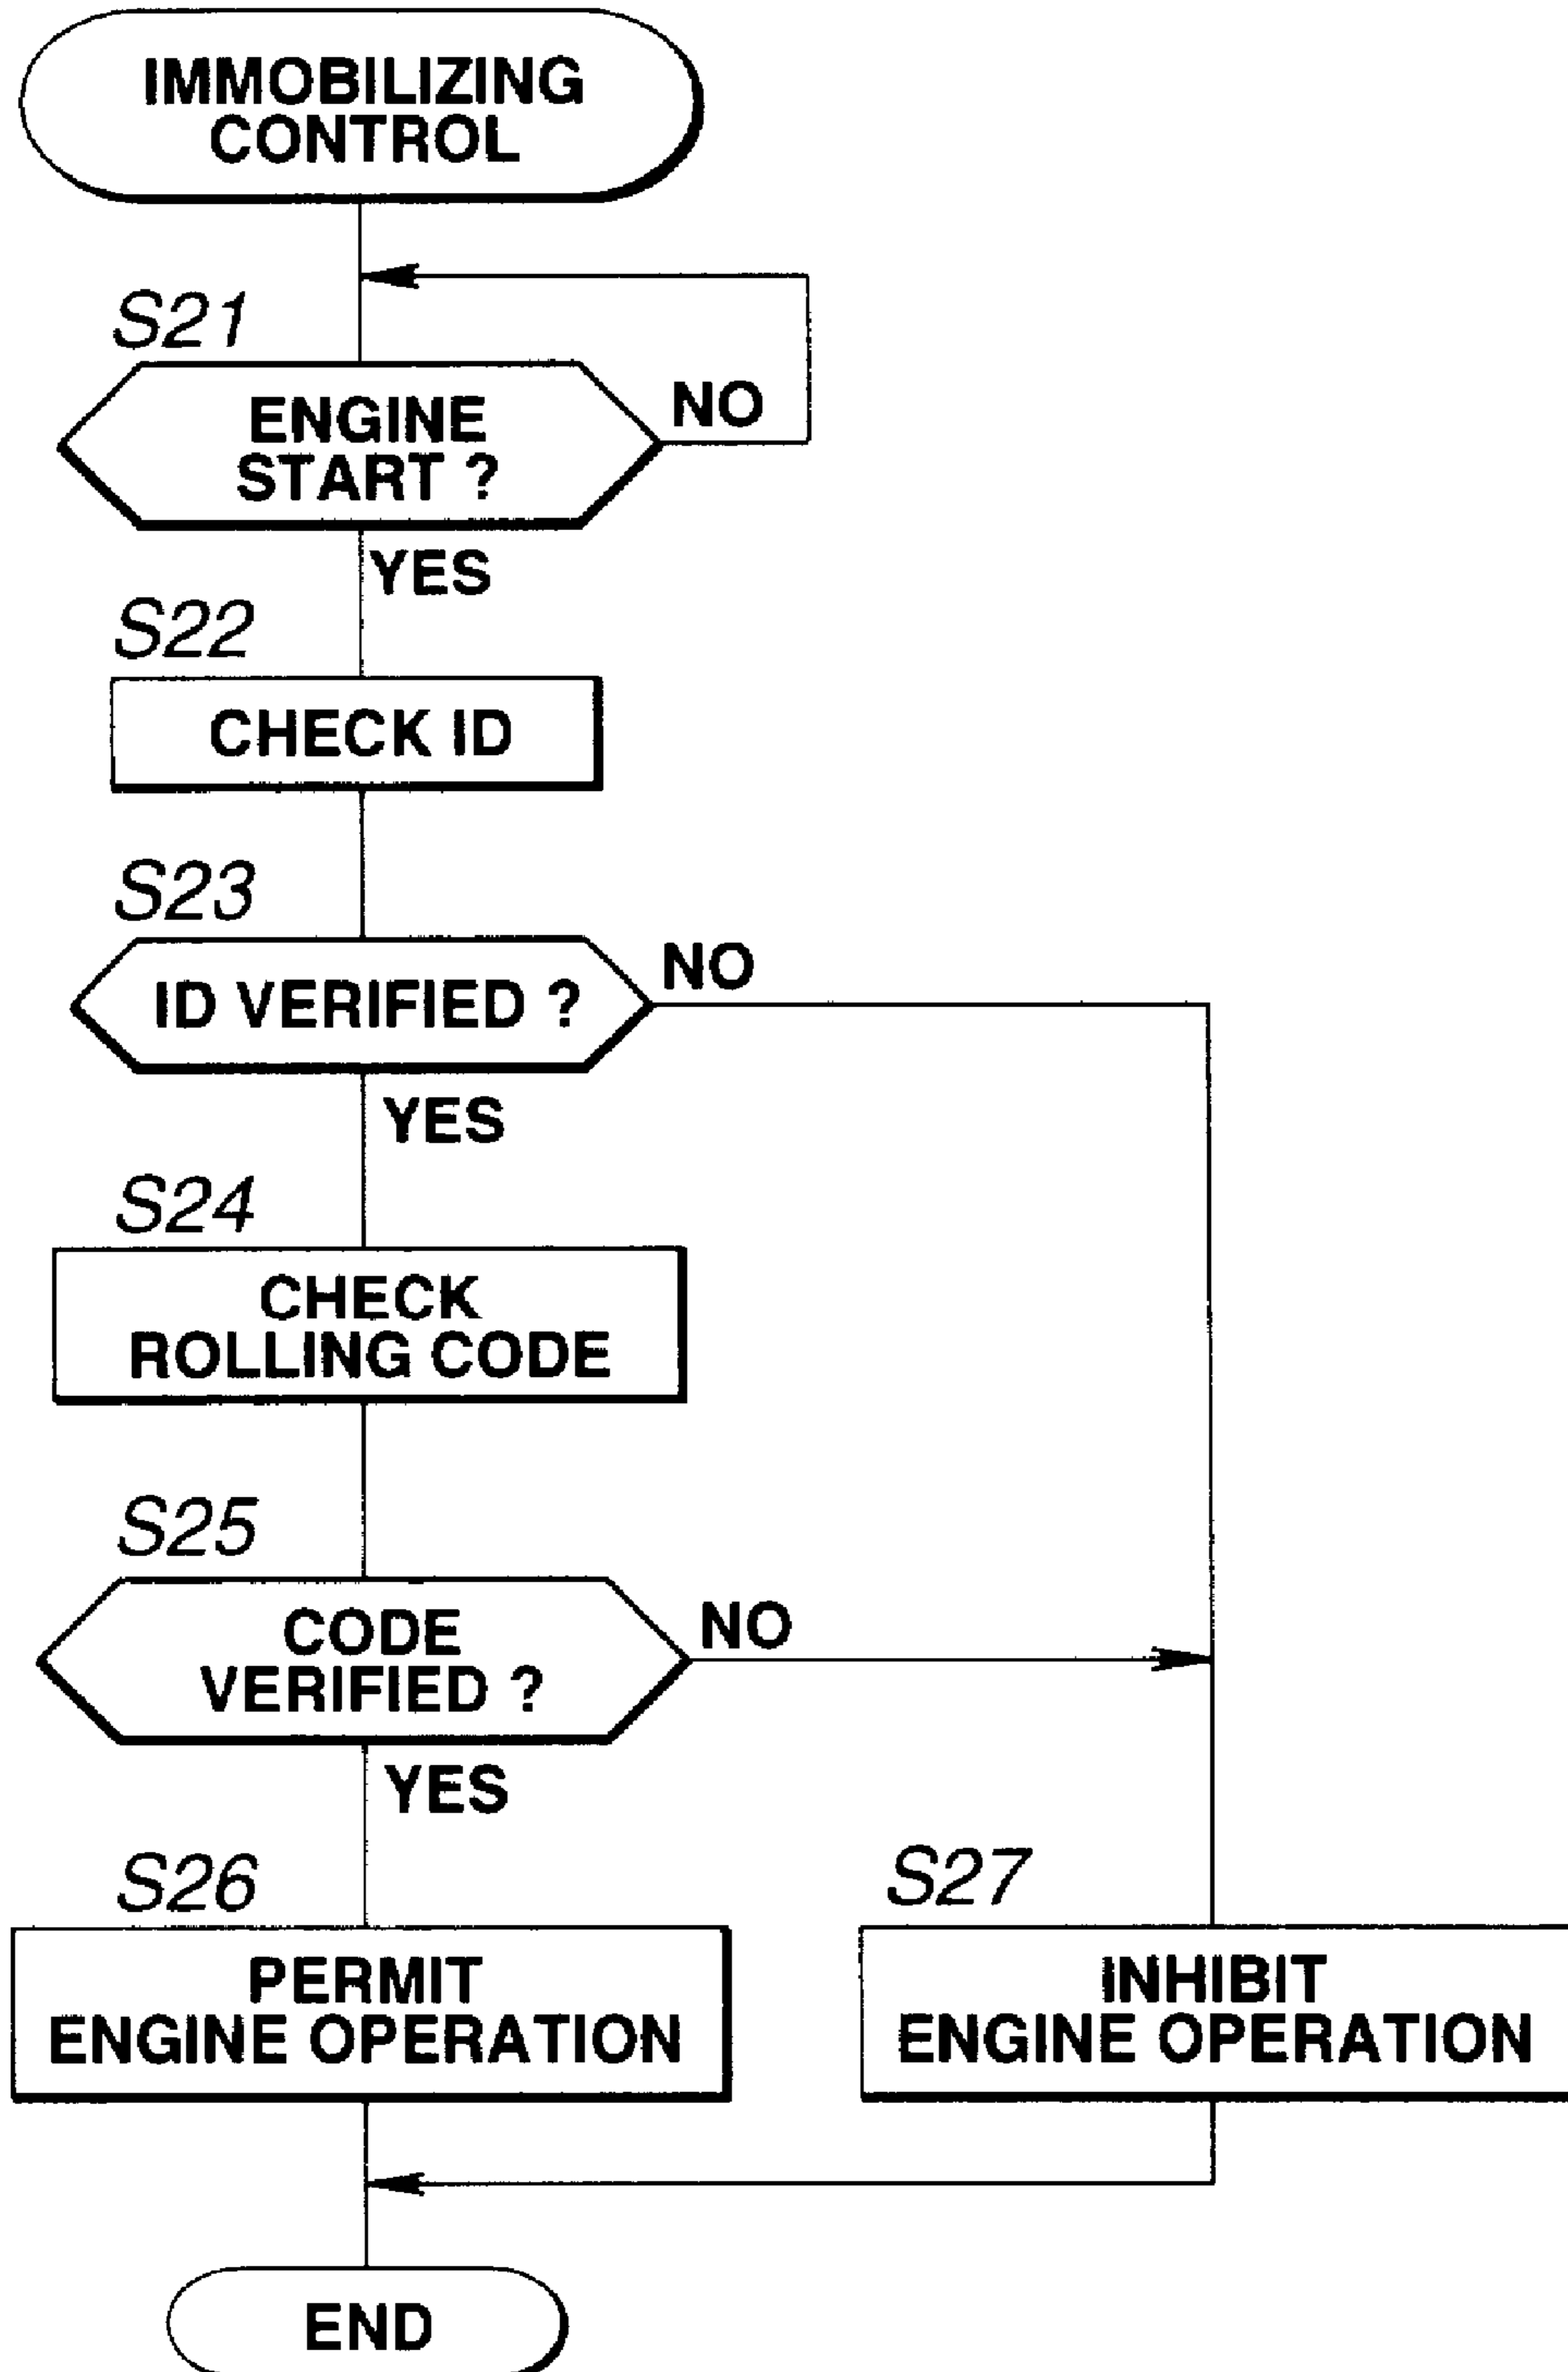 IMMOBILIZING
CONTROL
S21
ENGINE
START ?
NO
YES
S22
CHECK ID
S23
ID VERIFIED ?
NO
YES
S24
CHECK
ROLLING CODE
S25
CODE
VERIFIED ?
NO
YES
S26
PERMIT
ENGINE OPERATION
S27
INHIBIT
ENGINE OPERATION
END